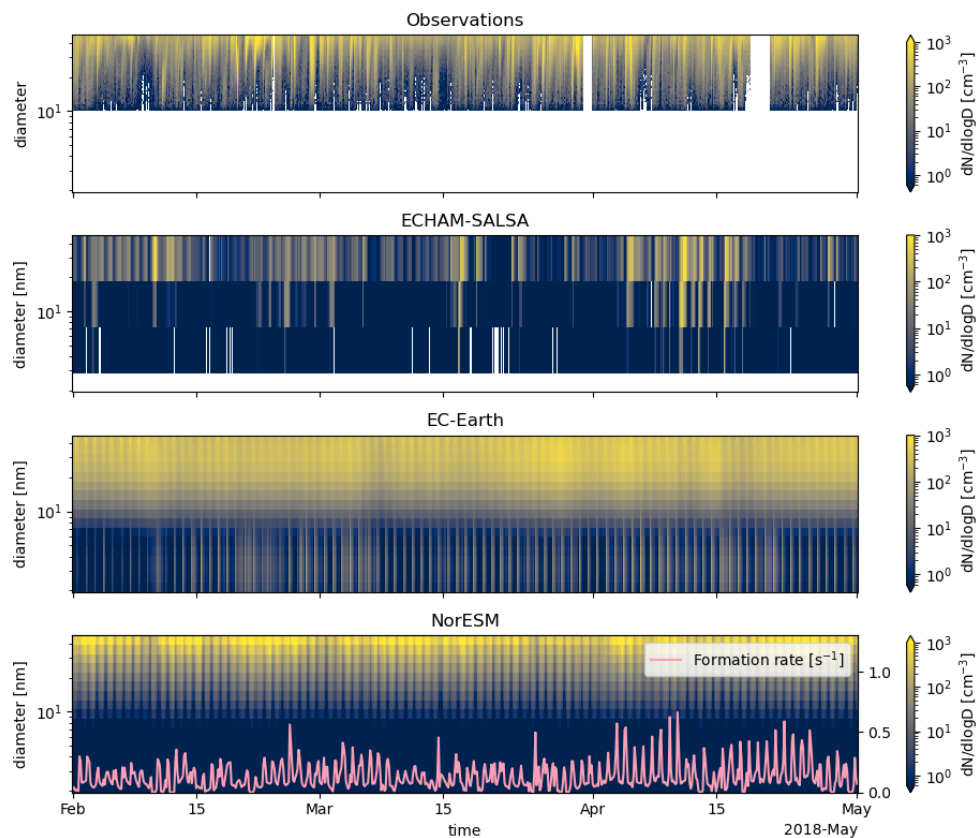 Observations
diameter
10¹
10³
10²
10¹
10⁰
dN/dlogD [cm⁻³]
ECHAM-SALSA
diameter [nm]
10¹
10³
10²
10¹
10⁰
dN/dlogD [cm⁻³]
EC-Earth
diameter [nm]
10¹
10³
10²
10¹
10⁰
dN/dlogD [cm⁻³]
NorESM
diameter [nm]
10¹
Formation rate [s⁻¹]
1.0
0.5
0.0
10³
10²
10¹
10⁰
dN/dlogD [cm⁻³]
Feb 15 Mar 15 Apr 15 May
time
2018-May